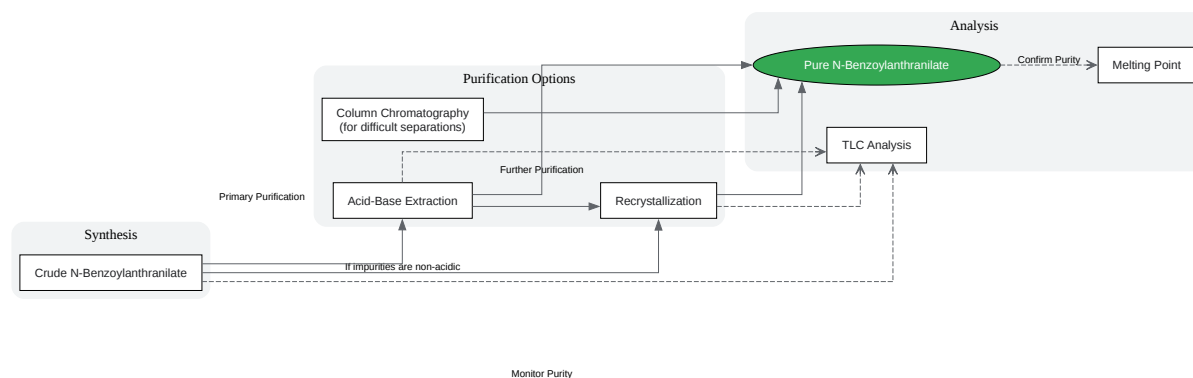 Analysis
Pure N-Benzoylanthranilate
Confirm Purity
Melting Point
Purification Options
Column Chromatography
(for difficult separations)
TLC Analysis
Further Purification
Primary Purification
Acid-Base Extraction
Recrystallization
Synthesis
Crude N-Benzoylanthranilate
If impurities are non-acidic
Monitor Purity